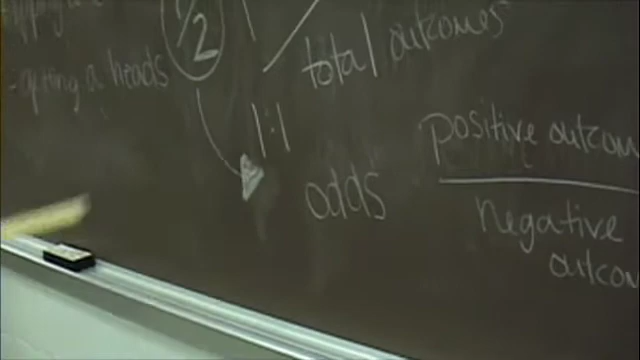 1/2
total outcomes
- getting a heads
1:1
positive outcom
odds
negative
outcom